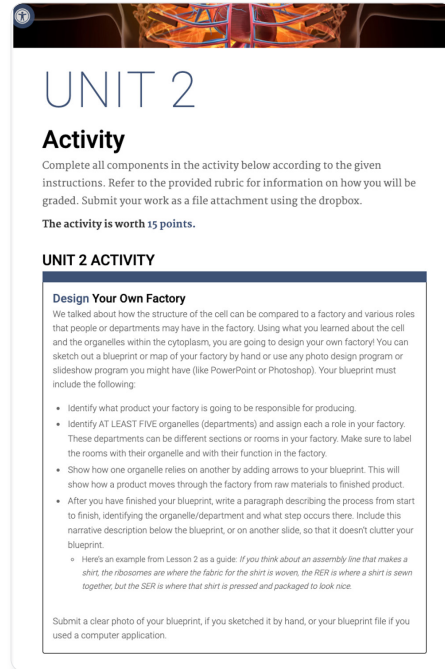 UNIT 2
Activity
Complete all components in the activity below according to the given
instructions. Refer to the provided rubric for information on how you will be
graded. Submit your work as a file attachment using the dropbox.
The activity is worth 15 points.
UNIT 2 ACTIVITY
Design Your Own Factory
We talked about how the structure of the cell can be compared to a factory and various roles
that people or departments may have in the factory. Using what you learned about the cell
and the organelles within the cytoplasm, you are going to design your own factory! You can
sketch out a blueprint or map of your factory by hand or use any photo design program or
slideshow program you might have (like PowerPoint or Photoshop). Your blueprint must
include the following:
• Identify what product your factory is going to be responsible for producing.
• Identify AT LEAST FIVE organelles (departments) and assign each a role in your factory.
These departments can be different sections or rooms in your factory. Make sure to label
the rooms with their organelle and with their function in the factory.
• Show how one organelle relies on another by adding arrows to your blueprint. This will
show how a product moves through the factory from raw materials to finished product.
• After you have finished your blueprint, write a paragraph describing the process from start
to finish, identifying the organelle/department and what step occurs there. Include this
narrative description below the blueprint, or on another slide, so that it doesn't clutter your
blueprint.
◦ Here's an example from Lesson 2 as a guide: If you think about an assembly line that makes a
shirt, the ribosomes are where the fabric for the shirt is woven, the RER is where a shirt is sewn
together, but the SER is where that shirt is pressed and packaged to look nice.
Submit a clear photo of your blueprint, if you sketched it by hand, or your blueprint file if you
used a computer application.